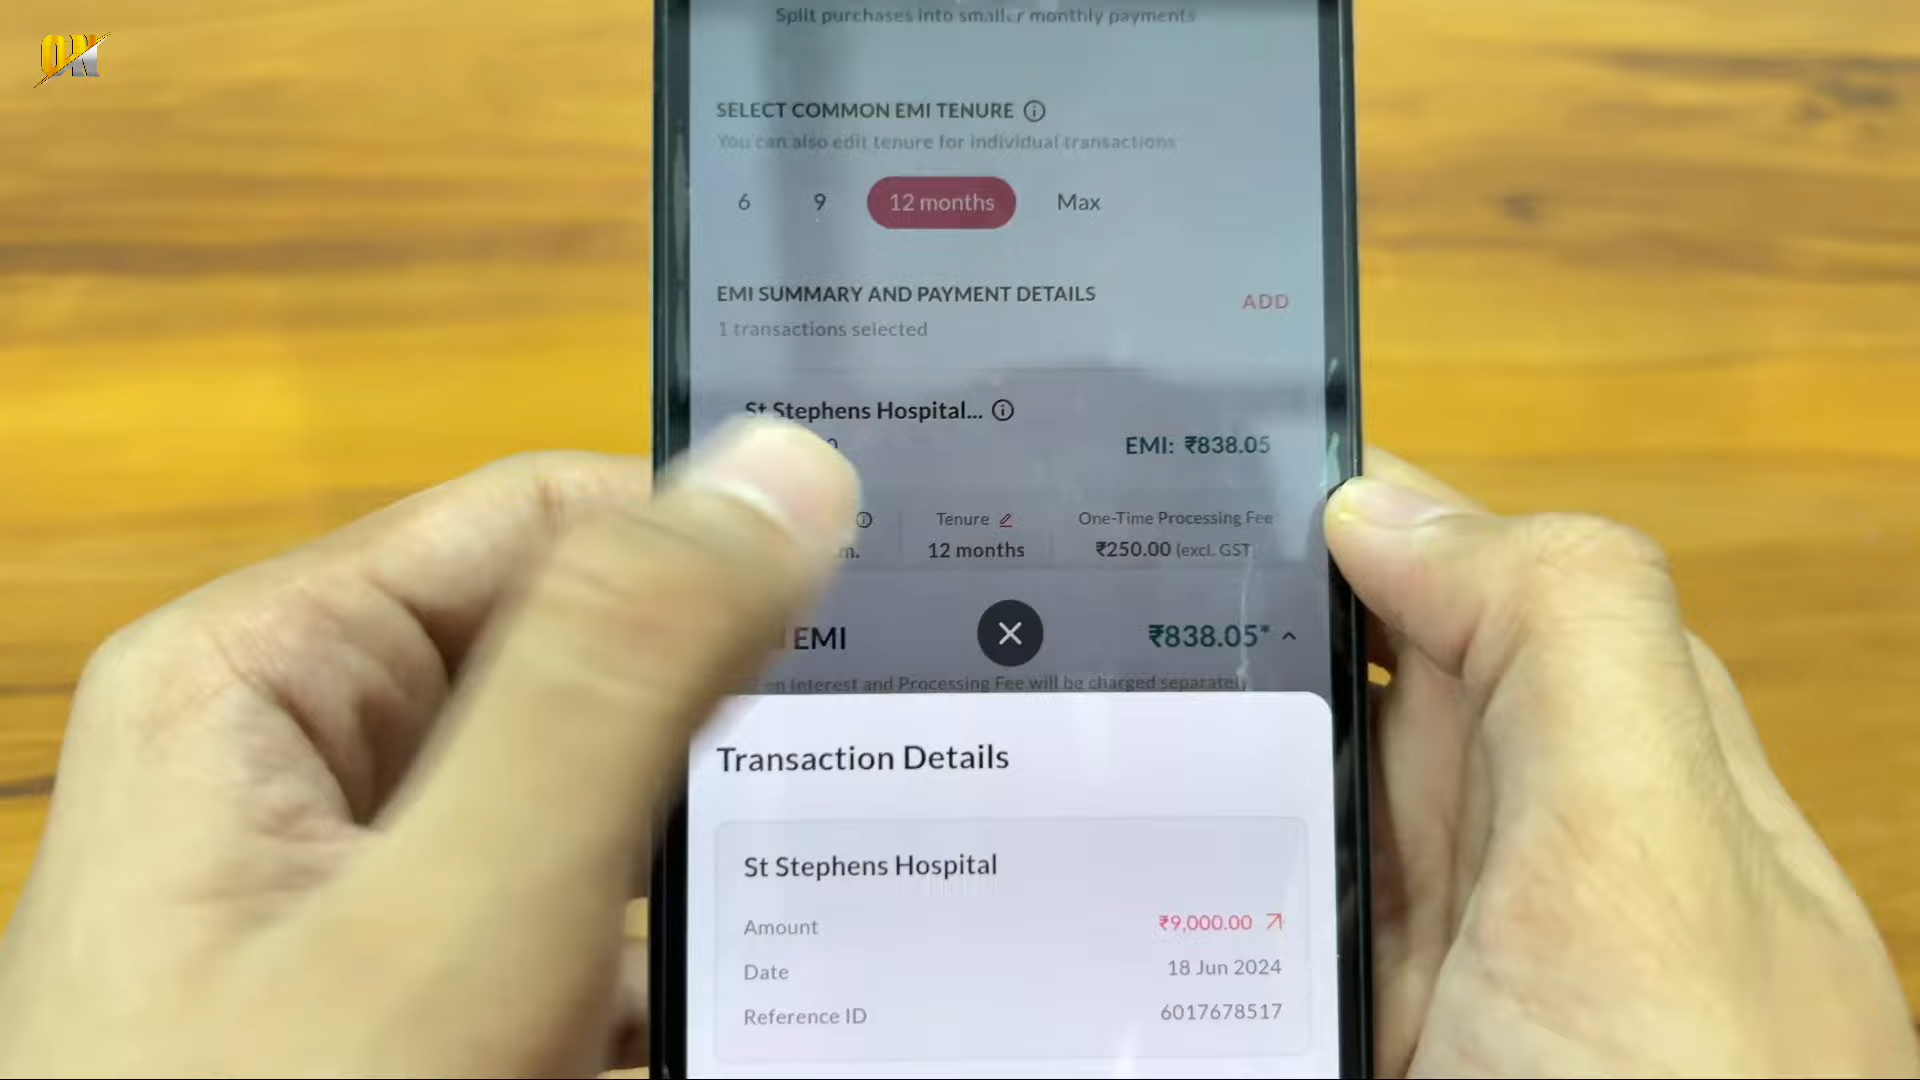 ON
Split purchases into smaller monthly payments
SELECT COMMON EMI TENURE
You can also edit tenure for individual transactions
6 9 12 months Max
EMI SUMMARY AND PAYMENT DETAILS
ADD
1 transactions selected
St Stephens Hospital...
EMI: ₹838.05
Tenure
One-Time Processing Fee
12 months
₹250.00 (excl. GST
EMI
₹838.05*
on Interest and Processing Fee will be charged separately
Transaction Details
St Stephens Hospital
Amount ₹9,000.00
Date 18 Jun 2024
Reference ID 6017678517